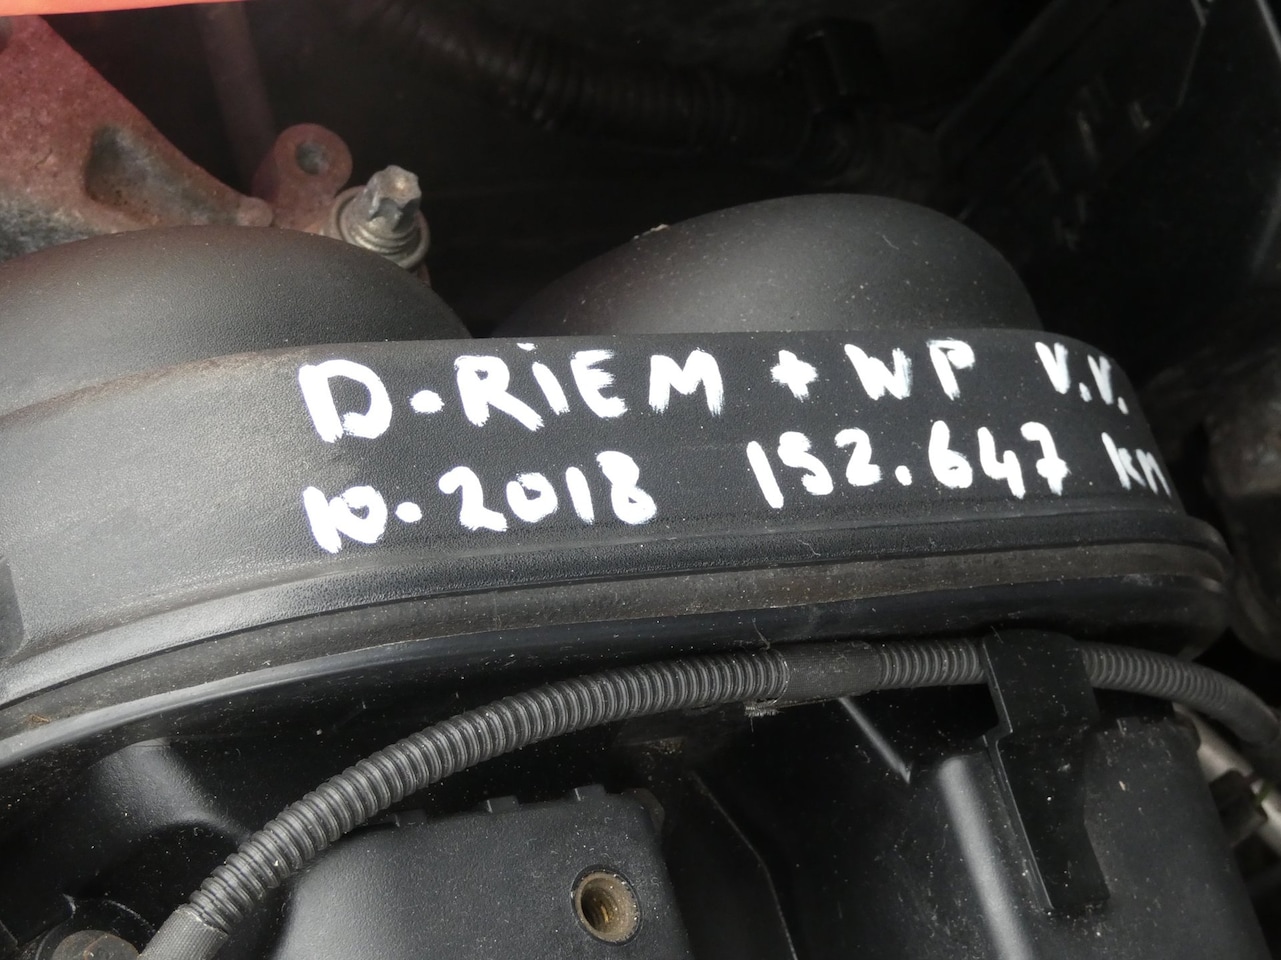 D-RiEM + WP V.V.
10.2018 152.647 KM